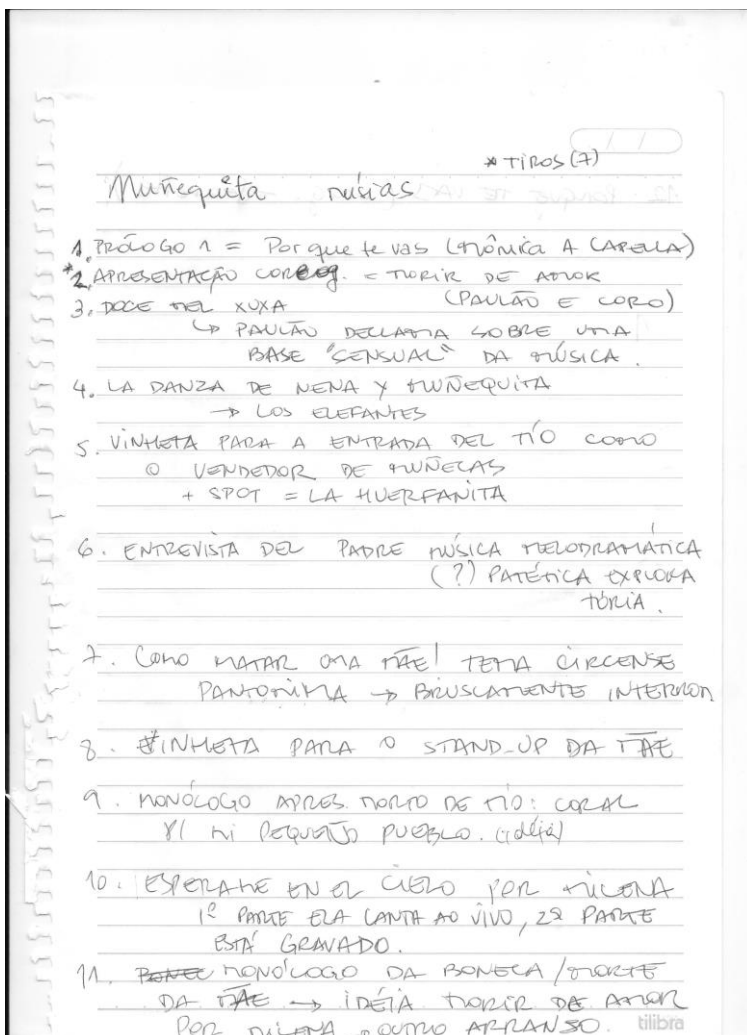 * TIROS (7)
Muñequita músicas
1. PRÓLOGO 1 = Por que te vas (MÔNICA A CAPELLA)
*2. APRESENTAÇÃO COREOG. = MORIR DE AMOR
3. DOCE MEL XUXA (PAULÃO E CORO)
↳ PAULÃO DECLAMA SOBRE UMA
BASE "SENSUAL" DA MÚSICA.
4. LA DANZA DE NENA Y MUÑEQUITA
→ LOS ELEFANTES
5. VINHETA PARA A ENTRADA DEL TÍO COMO
O VENDEDOR DE MUÑECAS
+ SPOT = LA HUERFANITA
6. ENTREVISTA DEL PADRE MÚSICA MELODRAMÁTICA
(?) PATÉTICA EXPLORA
TÓRIA.
7. COMO MATAR UMA MÃE! TEMA CIRCENSE
PANTOMIMA → BRUSCAMENTE INTERROM
8. VINHETA PARA O STAND-UP DA MÃE
9. MONÓLOGO APRES. MORTO DE TÍO: CORAL
MI PEQUEÑO PUEBLO. (idéia)
10. ESPERAME EN EL CIELO POR MILENA
1ª PARTE ELA CANTA AO VIVO, 2ª PARTE
ESTÁ GRAVADO.
11. MONÓLOGO DA BONECA / MORTE
DA MÃE → IDÉIA MORIR DE AMOR
POR MILENA, OUTRO ARRANJO.
tilibra